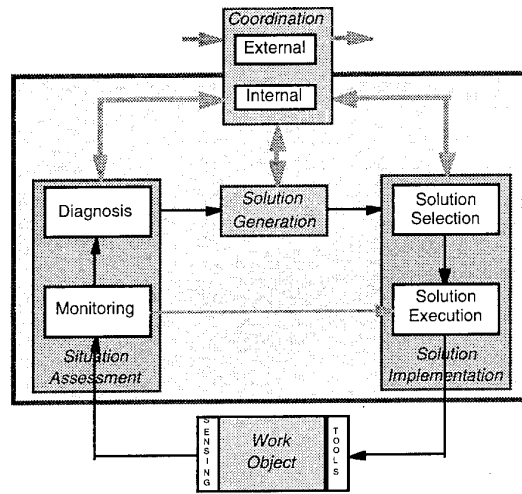 Coordination
External
Internal
Diagnosis
Solution
Generation
Solution
Selection
Monitoring
Solution
Execution
Situation
Assessment
Solution
Implementation
SENSING
Work
Object
TOOLS